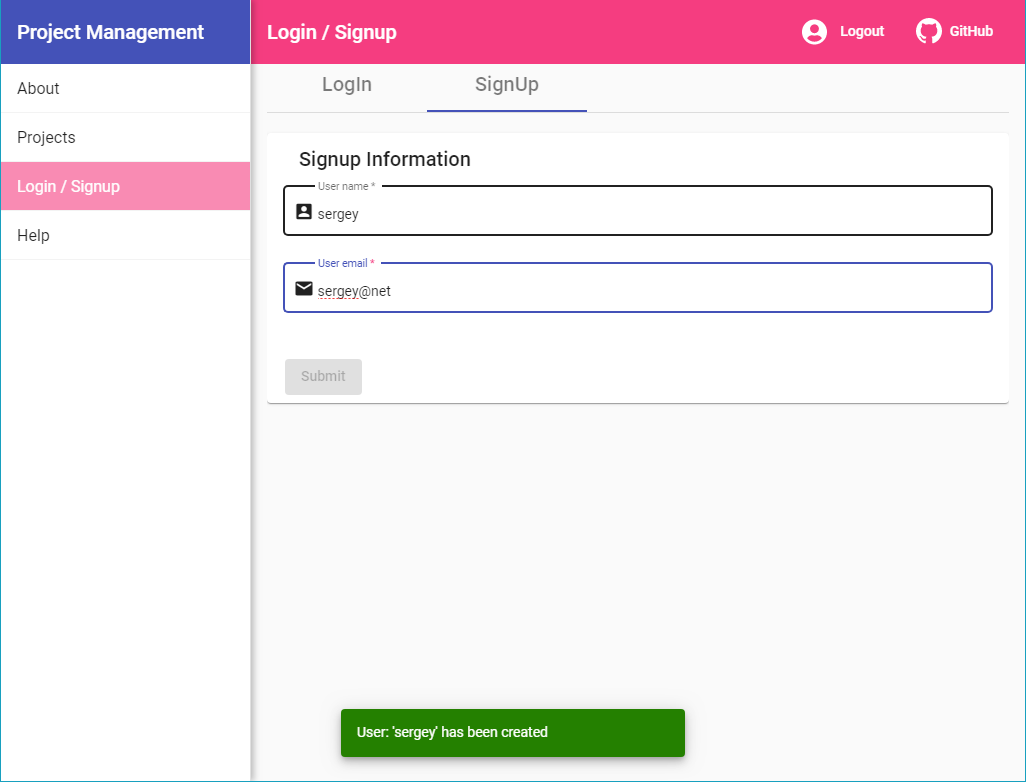 Project Management
Login / Signup
Logout
GitHub
About
Projects
Login / Signup
Help
LogIn
SignUp
Signup Information
User name *
sergey
User email *
sergey@net
Submit
User: 'sergey' has been created